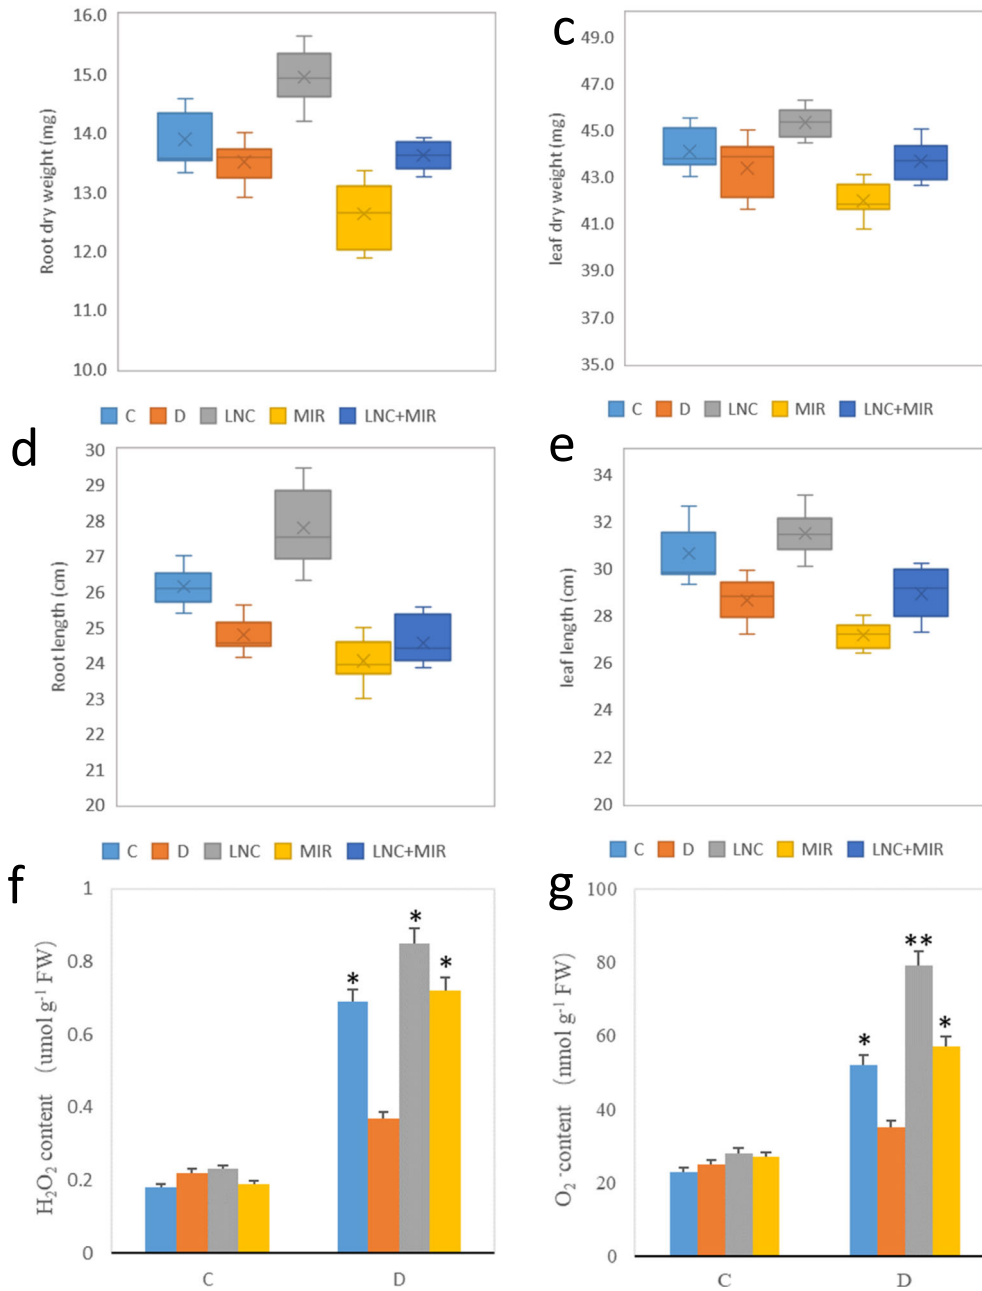 16.0
15.0
14.0
13.0
12.0
11.0
10.0
Root dry weight (mg)
C D LNC MIR LNC+MIR
c
49.0
47.0
45.0
43.0
41.0
39.0
37.0
35.0
leaf dry weight (mg)
C D LNC MIR LNC+MIR
d
30
29
28
27
26
25
24
23
22
21
20
Root length (cm)
C D LNC MIR LNC+MIR
e
34
32
30
28
26
24
22
20
leaf length (cm)
C D LNC MIR LNC+MIR
f
1
0.8
0.6
0.4
0.2
0
H₂O₂ content (umol g⁻¹ FW)
* * *
C D
g
100
80
60
40
20
0
O₂⁻content (nmol g⁻¹ FW)
* ** *
C D